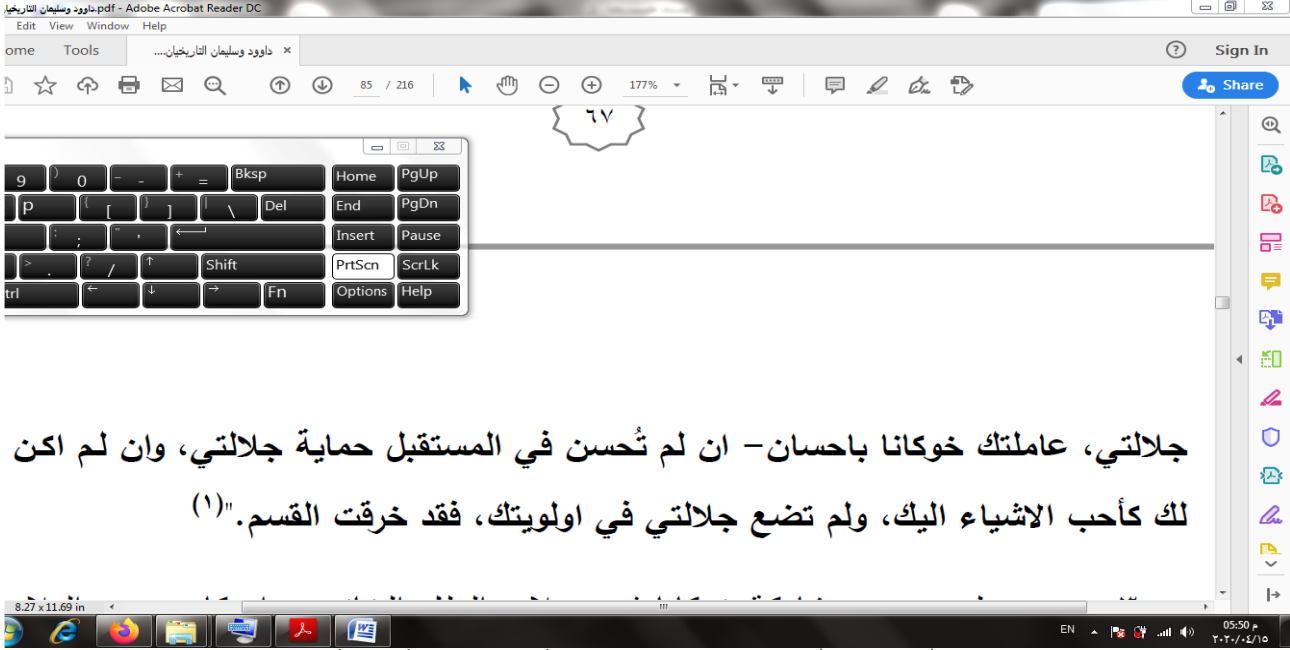 داوود وسليمان التاريخيا.pdf - Adobe Acrobat Reader DC
Edit View Window Help
ome Tools داوود وسليمان التاريخيان.... × Sign In
85 / 216 177% Share
٦٧
9 ) 0 - - + = Bksp Home PgUp
p { [ } ] | \ Del End PgDn
: ; " ' Insert Pause
> . ? / ↑ Shift PrtScn ScrLk
trl ← ↓ → Fn Options Help
جلالتي، عاملتك خوكانا باحسان– ان لم تُحسن في المستقبل حماية جلالتي، وان لم اكن
لك كأحب الاشياء اليك، ولم تضع جلالتي في اولويتك، فقد خرقت القسم."(١)
8.27 x 11.69 in
EN 05:50 م
٢٠٢٠/٠٤/١٥